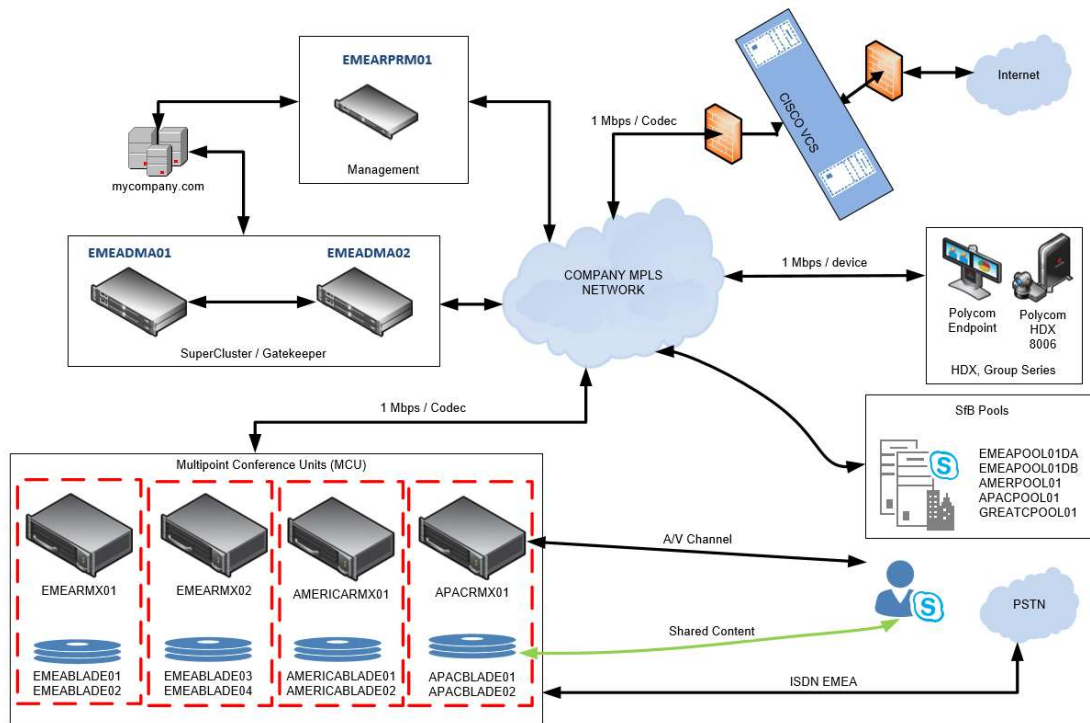 EMEARPRM01
Management
mycompany.com
1 Mbps / Codec
CISCO VCS
Internet
EMEADMA01
EMEADMA02
SuperCluster / Gatekeeper
COMPANY MPLS
NETWORK
1 Mbps / device
Polycom
Endpoint
Polycom
HDX
8006
HDX, Group Series
1 Mbps / Codec
SfB Pools
S
EMEAPOOL01DA
EMEAPOOL01DB
AMERPOOL01
APACPOOL01
GREATCPOOL01
Multipoint Conference Units (MCU)
EMEARMX01
EMEARMX02
AMERICARMX01
APACRMX01
EMEABLADE01
EMEABLADE02
EMEABLADE03
EMEABLADE04
AMERICABLADE01
AMERICABLADE02
APACBLADE01
APACBLADE02
A/V Channel
S
Shared Content
PSTN
ISDN EMEA